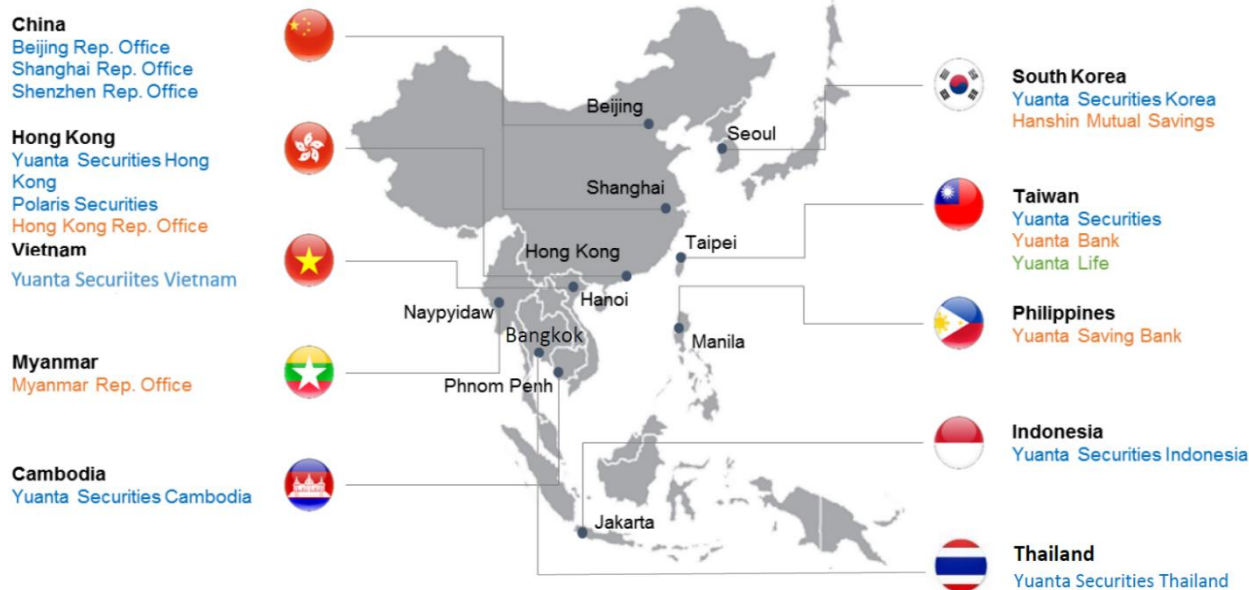 China
Beijing Rep. Office
Shanghai Rep. Office
Shenzhen Rep. Office
Hong Kong
Yuanta Securities Hong
Kong
Polaris Securities
Hong Kong Rep. Office
Vietnam
Yuanta Securiites Vietnam
Myanmar
Myanmar Rep. Office
Cambodia
Yuanta Securities Cambodia
Beijing
Seoul
Shanghai
Taipei
Hong Kong
Hanoi
Naypyidaw
Bangkok
Manila
Phnom Penh
Jakarta
South Korea
Yuanta Securities Korea
Hanshin Mutual Savings
Taiwan
Yuanta Securities
Yuanta Bank
Yuanta Life
Philippines
Yuanta Saving Bank
Indonesia
Yuanta Securities Indonesia
Thailand
Yuanta Securities Thailand